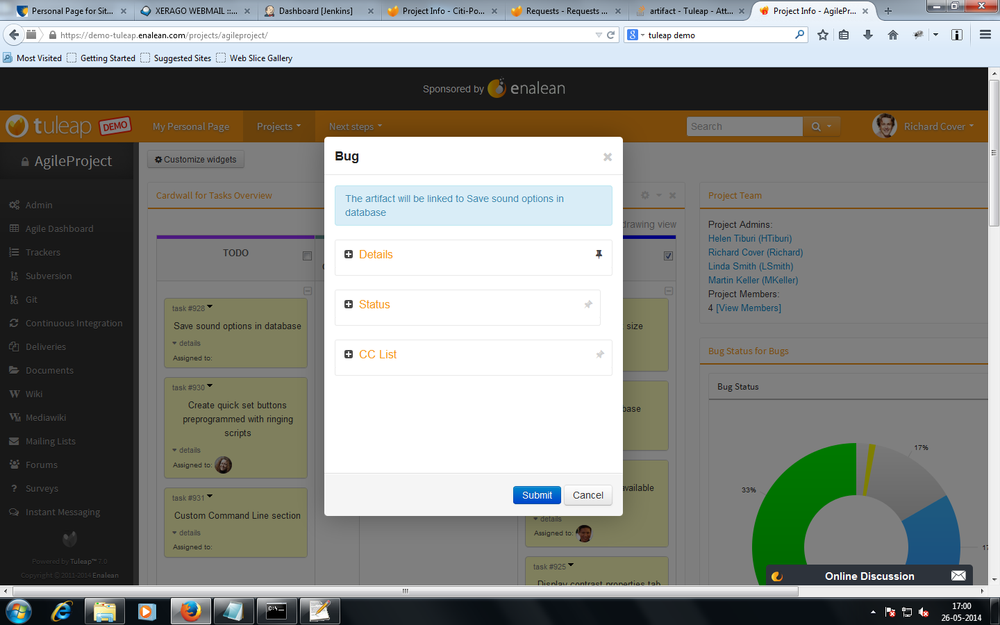 Personal Page for Sit...
XERAGO WEBMAIL ::...
Dashboard [Jenkins]
Project Info - Citi-Po...
Requests - Requests ...
artifact - Tuleap - Att...
Project Info - AgilePr...
https://demo-tuleap.enalean.com/projects/agileproject/
tuleap demo
Most Visited
Getting Started
Suggested Sites
Web Slice Gallery
Sponsored by enalean
tuleap DEMO
My Personal Page
Projects
Next steps
Search
Richard Cover
AgileProject
Admin
Agile Dashboard
Trackers
Subversion
Git
Continuous Integration
Deliveries
Documents
Wiki
Mediawiki
Mailing Lists
Forums
Surveys
Instant Messaging
Powered by Tuleap™ 7.0
Copyright © 2011-2014 Enalean
Customize widgets
Cardwall for Tasks Overview
drawing view
TODO
task #928
Save sound options in database
details
Assigned to:
task #930
Create quick set buttons
preprogrammed with ringing
scripts
details
Assigned to:
task #931
Custom Command Line section
details
Assigned to:
Bug
The artifact will be linked to Save sound options in
database
Details
Status
CC List
Submit
Cancel
size
available
details
Assigned to:
task #925
Display contrast properties tab
Project Team
Project Admins:
Helen Tiburi (HTiburi)
Richard Cover (Richard)
Linda Smith (LSmith)
Martin Keller (MKeller)
Project Members:
4 [View Members]
Bug Status for Bugs
Bug Status
17%
33%
Online Discussion
17:00
26-05-2014